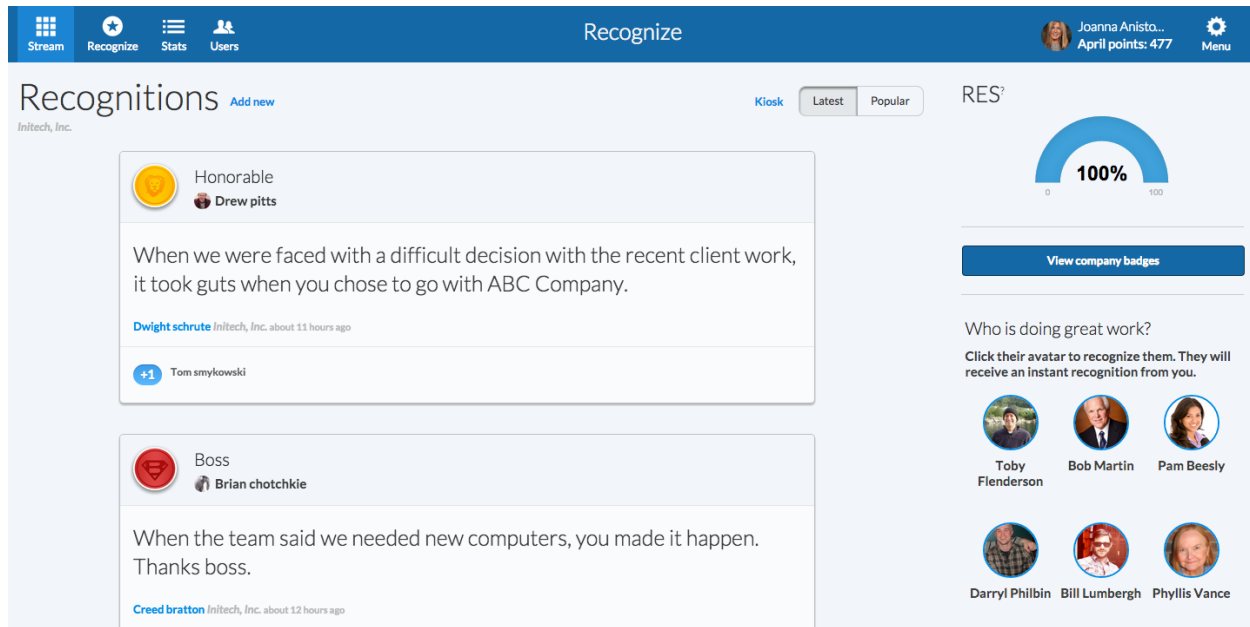 Stream
Recognize
Stats
Users
Recognize
Joanna Anisto...
April points: 477
Menu
Recognitions Add new
Initech, Inc.
Kiosk
Latest
Popular
Honorable
Drew pitts
When we were faced with a difficult decision with the recent client work,
it took guts when you chose to go with ABC Company.
Dwight schrute Initech, Inc. about 11 hours ago
+1 Tom smykowski
Boss
Brian chotchkie
When the team said we needed new computers, you made it happen.
Thanks boss.
Creed bratton Initech, Inc. about 12 hours ago
RES?
100%
0
100
View company badges
Who is doing great work?
Click their avatar to recognize them. They will
receive an instant recognition from you.
Toby
Flenderson
Bob Martin
Pam Beesly
Darryl Philbin
Bill Lumbergh
Phyllis Vance